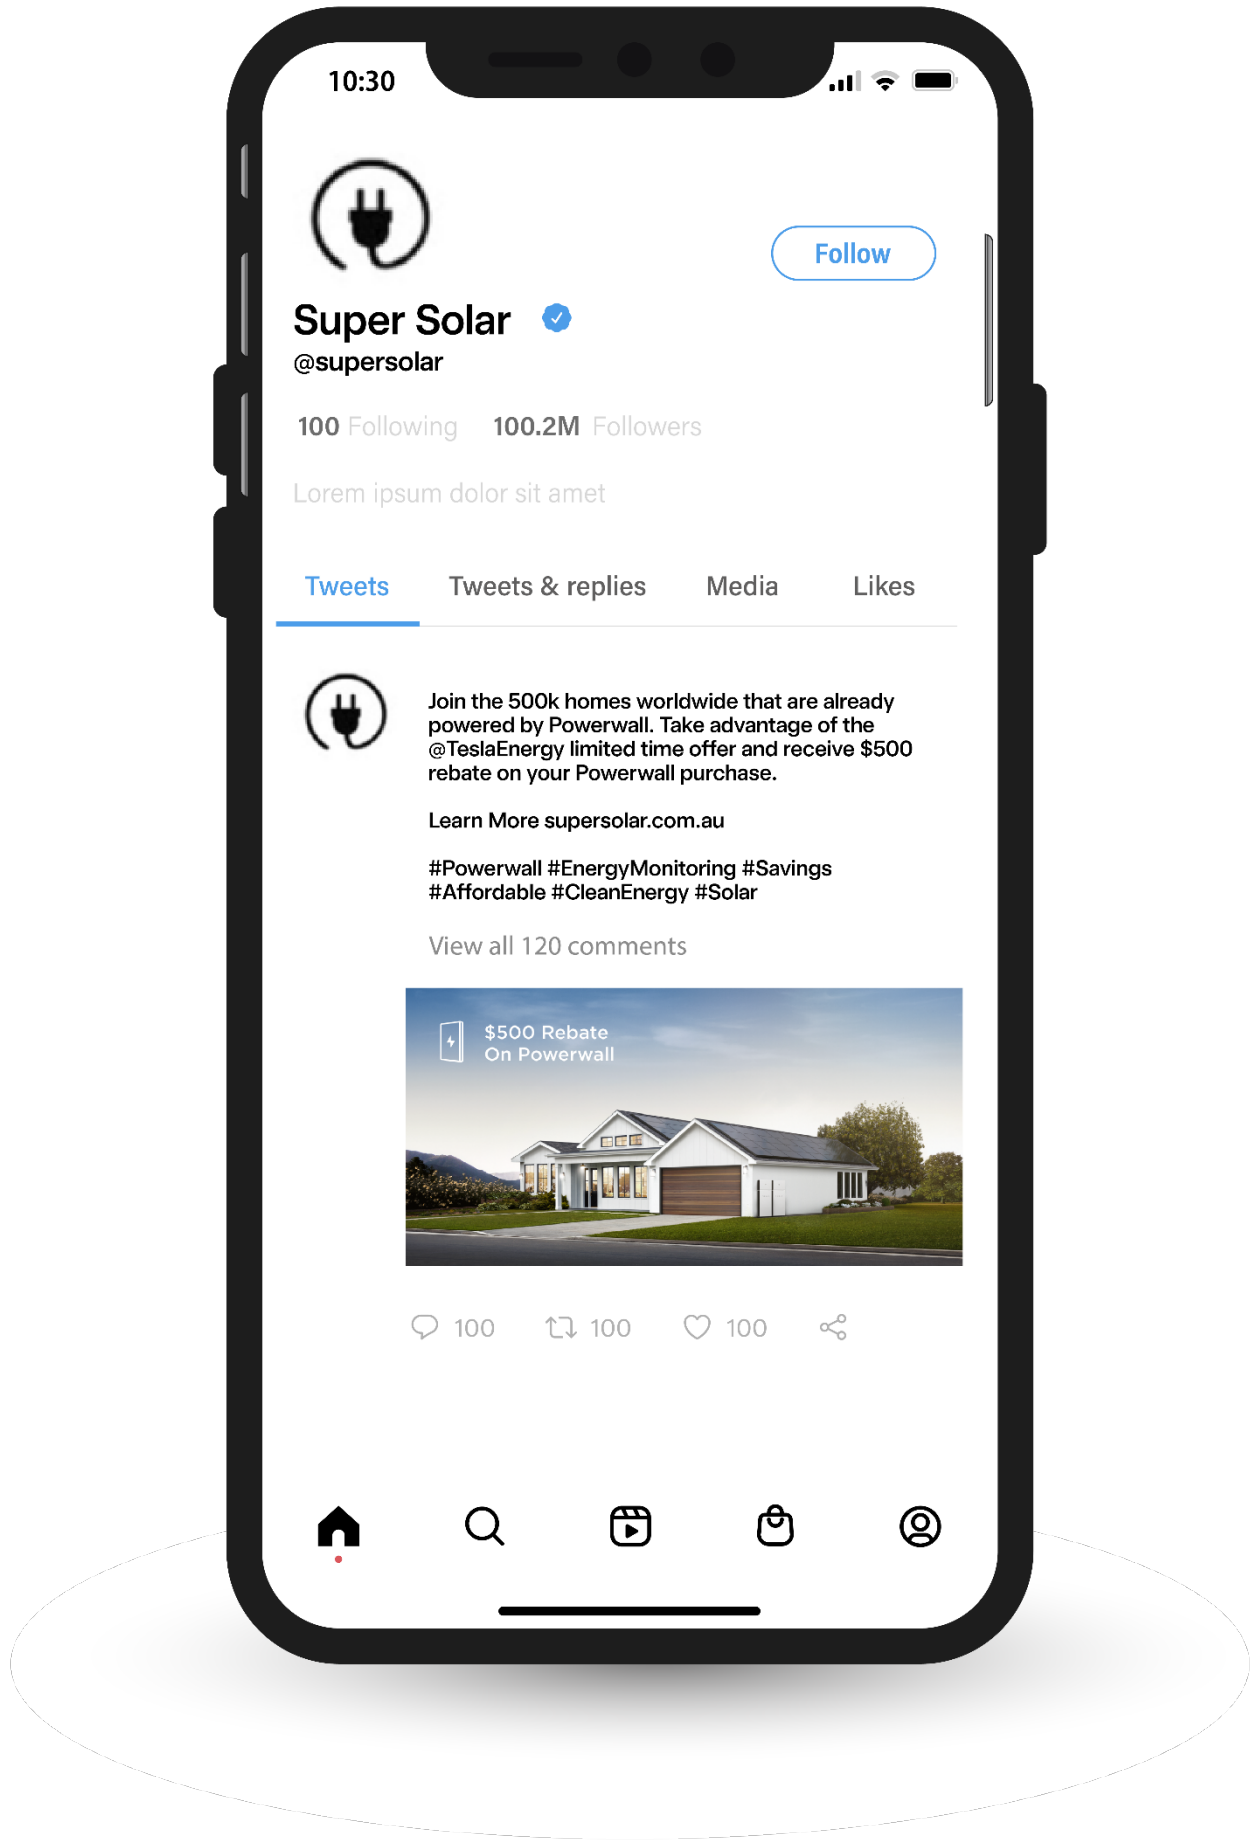 10:30
Follow
Super Solar
@supersolar
100 Following 100.2M Followers
Lorem ipsum dolor sit amet
Tweets Tweets & replies Media Likes
Join the 500k homes worldwide that are already
powered by Powerwall. Take advantage of the
@TeslaEnergy limited time offer and receive $500
rebate on your Powerwall purchase.
Learn More supersolar.com.au
#Powerwall #EnergyMonitoring #Savings
#Affordable #CleanEnergy #Solar
View all 120 comments
$500 Rebate
On Powerwall
100 100 100